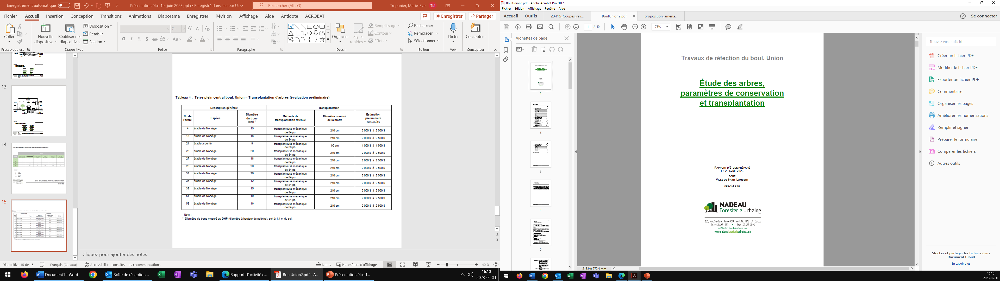 Enregistrement automatique
Présentation élus 1er juin 2023.pptx • Enregistré dans Lecteur U:
Rechercher (Alt+Q)
Trepanier, Marie-Eve
TM
Fichier Accueil Insertion Conception Transitions Animations Diaporama Enregistrer Révision Affichage Aide Antidote ACROBAT
Enregistrer
Partager
Coller
Nouvelle diapositive
Réutiliser des diapositives
Disposition
Rétablir
Section
Organiser
Styles rapides
Remplissage
Contour
Effets
Rechercher
Remplacer
Sélectionner
Dicter
Concepteur
Presse-papiers
Diapositives
Police
Paragraphe
Dessin
Édition
Voix
Concepteur
13
14
15
Tableau 4 : Terre-plein central boul. Union – Transplantation d'arbres (évaluation préliminaire)
Description générale Transplantation
No de l'arbre
Espèce
Diamètre du tronc (cm) *
Méthode de transplantation retenue
Diamètre nominal de la motte
Estimation préliminaire des coûts
4 érable de Norvège 15 transplanteuse mécanique de 84 po. 210 cm 2 000 $ à 2 500 $
13 érable de Norvège 16 transplanteuse mécanique de 84 po. 210 cm 2 000 $ à 2 500 $
21 érable argenté 9 transplanteuse mécanique de 36 po. 90 cm 1 000 $ à 1 500 $
23 érable de Norvège 20 transplanteuse mécanique de 84 po. 210 cm 2 000 $ à 2 500 $
27 érable de Norvège 18 transplanteuse mécanique de 84 po. 210 cm 2 000 $ à 2 500 $
28 érable de Norvège 20 transplanteuse mécanique de 84 po. 210 cm 2 000 $ à 2 500 $
33 érable de Norvège 20 transplanteuse mécanique de 84 po. 210 cm 2 000 $ à 2 500 $
36 érable de Norvège 12 transplanteuse mécanique de 84 po. 210 cm 2 000 $ à 2 500 $
39 érable de Norvège 15 transplanteuse mécanique de 84 po. 210 cm 2 000 $ à 2 500 $
51 érable de Norvège 19 transplanteuse mécanique de 84 po. 210 cm 2 000 $ à 2 500 $
53 érable de Norvège 16 transplanteuse mécanique de 84 po. 210 cm 2 000 $ à 2 500 $
Note :
* Diamètre de tronc mesuré au DHP (diamètre à hauteur de poitrine), soit à 1,4 m du sol.
Cliquez pour ajouter des notes
Diapositive 15 de 15
Français (Canada)
Accessibilité : consultez nos recommandations
Notes
Paramètres d'affichage
40 %
Document1 - Word
Boîte de réception ...
Rapport d'activité e...
BoulUnion2.pdf - A...
Présentation élus 1...
16:10
2023-05-31
BoulUnion2.pdf - Adobe Acrobat Pro 2017
Fichier Edition Affichage Fenêtre Aide
Accueil Outils
23415_Coupes_rev...
BoulUnion2.pdf
proposition_amena...
Se connecter
1 / 40
75%
Vignettes de page
1
2
3
4
5
Travaux de réfection du boul. Union
Étude des arbres,
paramètres de conservation
et transplantation
RAPPORT D'ÉTUDE PRÉPARÉ
LE 29 AVRIL 2023
POUR
VILLE DE SAINT-LAMBERT
DÉPOSÉ PAR
NADEAU
Foresterie Urbaine inc.
233, boul. Ste-Rose Bureau 420 Laval, QC H7L 1L7 Canada
Tél.: 450-628-1291 • Fax: 450-628-6196
info@nadeauforesterieurbaine.com
www.nadeauforesterieurbaine.com
215,9 x 279,4 mm
Trouvez vos outils ici
Créer un fichier PDF
Modifier le fichier PDF
Exporter un fichier PDF
Commentaire
Organiser les pages
Améliorer les numérisations
Remplir et signer
Préparer le formulaire
Comparer les fichiers
Autres outils
Stocker et partager les fichiers dans
Document Cloud
En savoir plus
16:10
2023-05-31